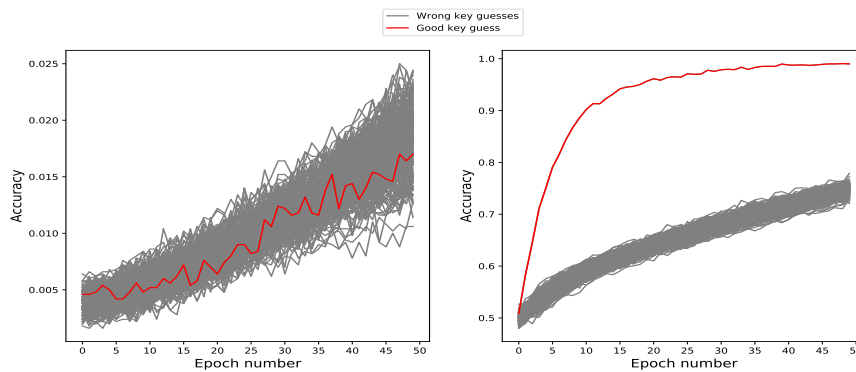 Wrong key guesses
Good key guess
0.025
0.020
0.015
0.010
0.005
Accuracy
0 5 10 15 20 25 30 35 40 45 50
Epoch number
1.0
0.9
0.8
0.7
0.6
0.5
Accuracy
0 5 10 15 20 25 30 35 40 45 50
Epoch number